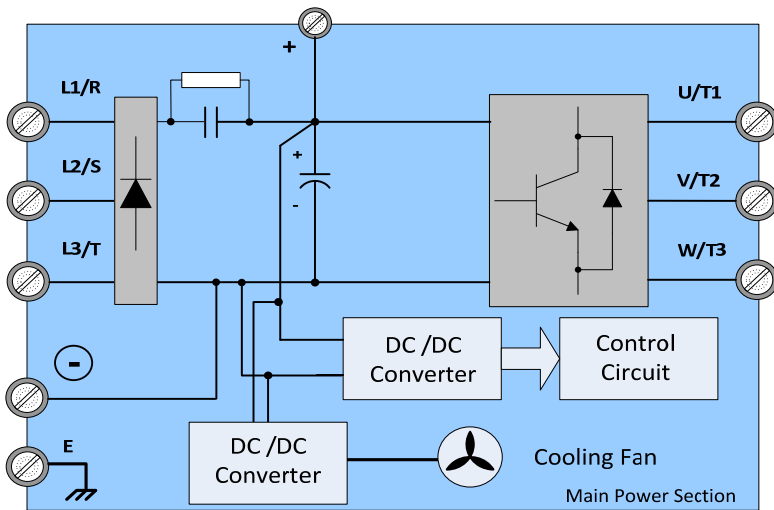 +
L1/R
U/T1
L2/S
+
-
V/T2
L3/T
W/T3
-
DC /DC
Converter
Control
Circuit
E
DC /DC
Converter
Cooling Fan
Main Power Section